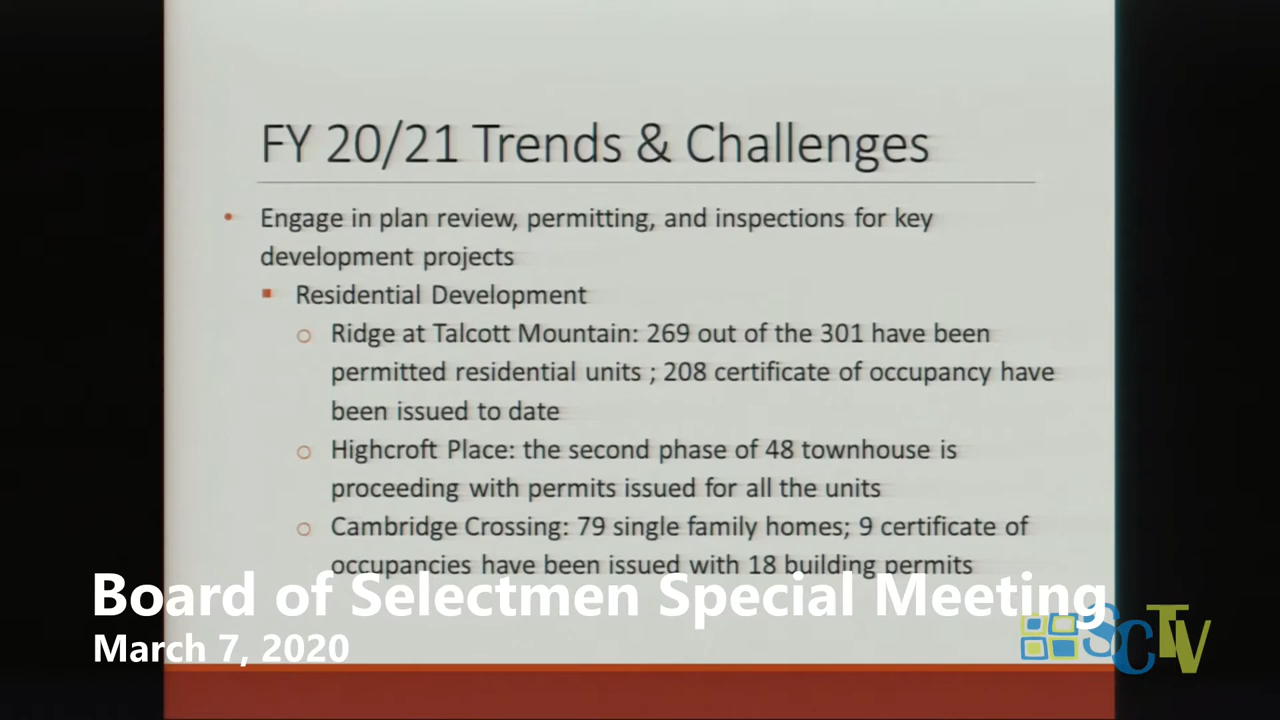 FY 20/21 Trends & Challenges
• Engage in plan review, permitting, and inspections for key
development projects
▪ Residential Development
○ Ridge at Talcott Mountain: 269 out of the 301 have been
permitted residential units ; 208 certificate of occupancy have
been issued to date
○ Highcroft Place: the second phase of 48 townhouse is
proceeding with permits issued for all the units
○ Cambridge Crossing: 79 single family homes; 9 certificate of
occupancies have been issued with 18 building permits
Board of Selectmen Special Meeting
March 7, 2020
SCTV